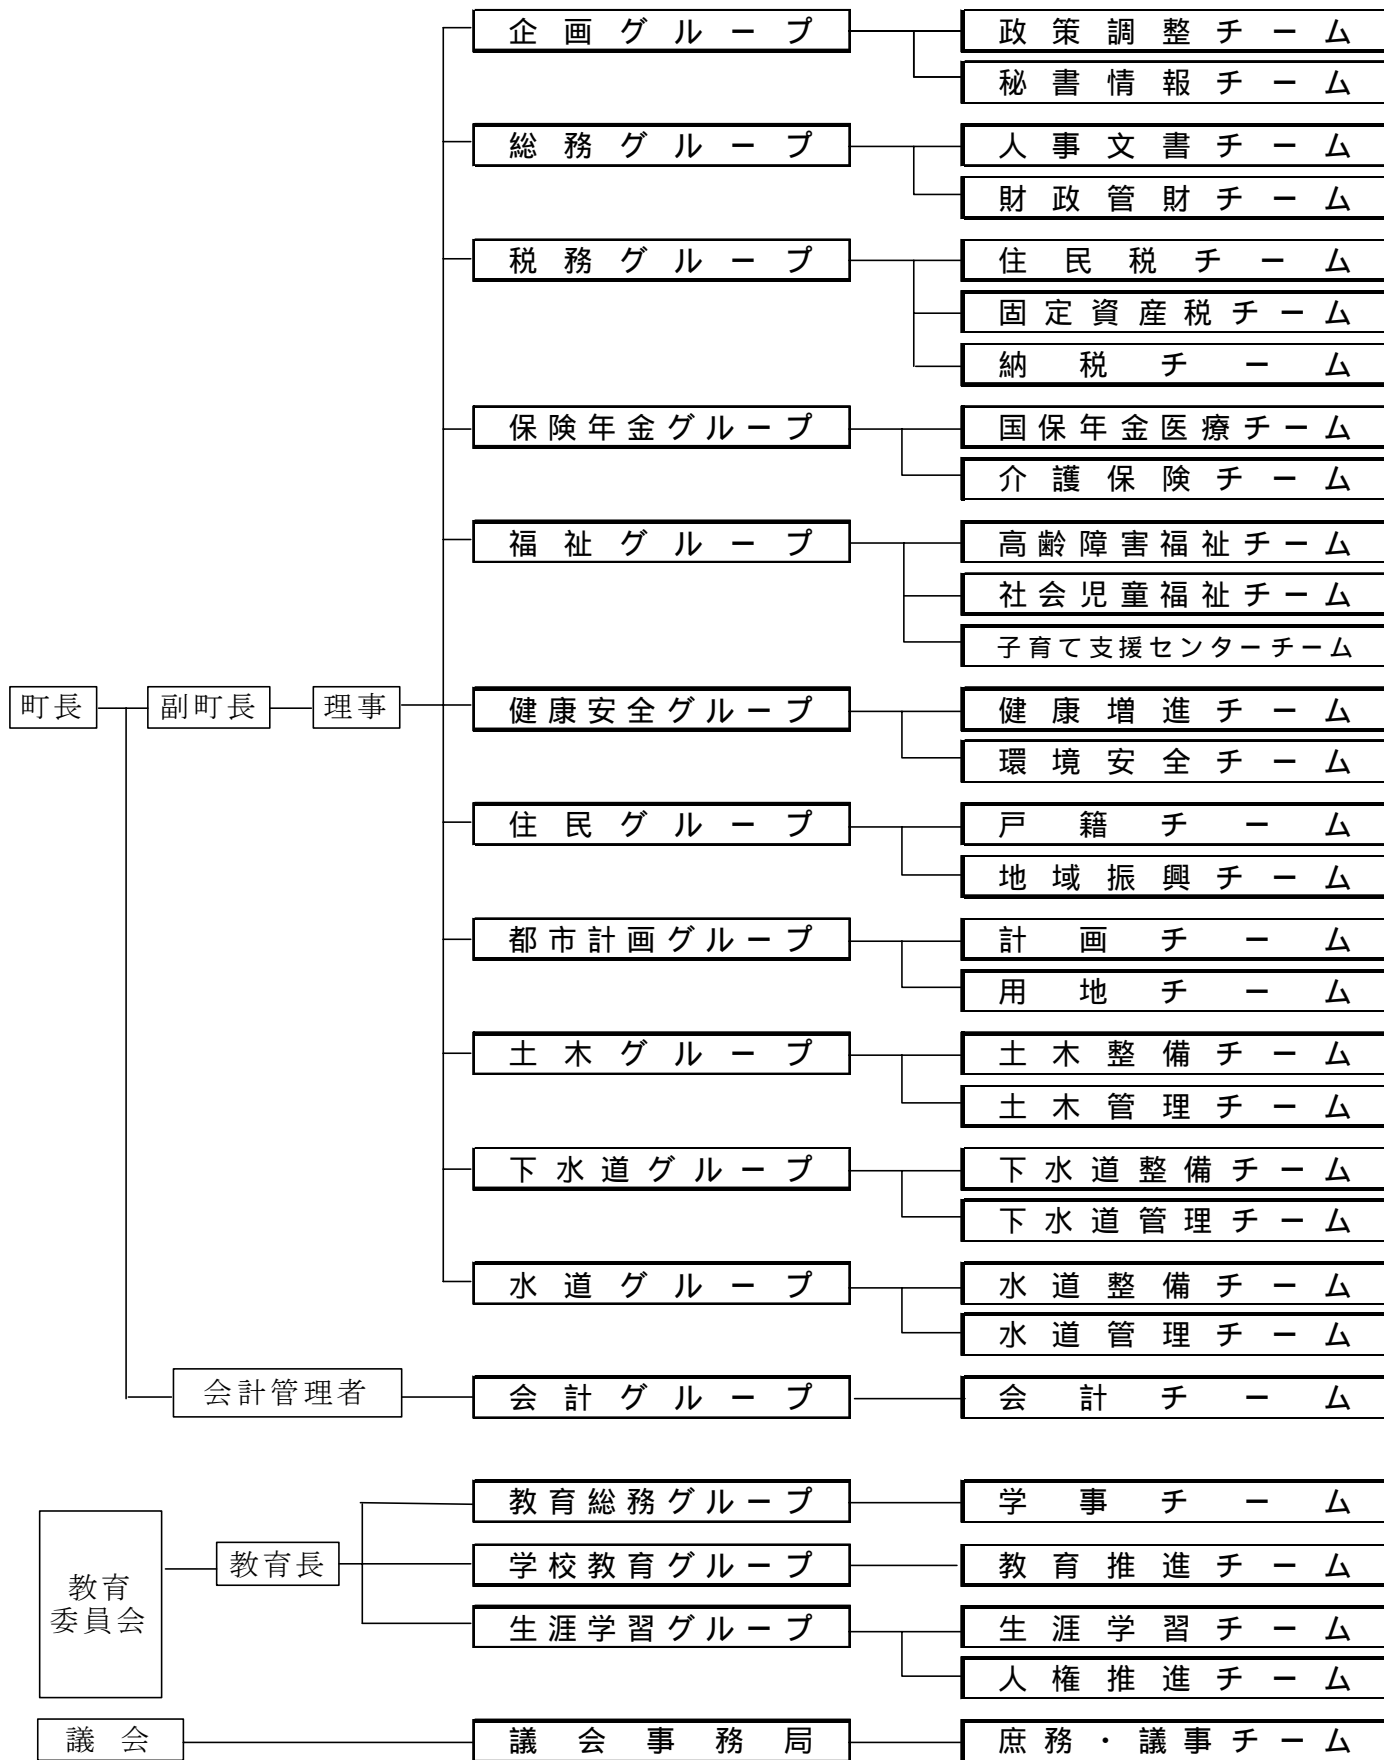 企画グループ 政策調整チーム
秘書情報チーム
総務グループ 人事文書チーム
財政管財チーム
税務グループ 住民税チーム
固定資産税チーム
納税チーム
保険年金グループ 国保年金医療チーム
介護保険チーム
福祉グループ 高齢障害福祉チーム
社会児童福祉チーム
子育て支援センターチーム
町長 副町長 理事 健康安全グループ 健康増進チーム
環境安全チーム
住民グループ 戸籍チーム
地域振興チーム
都市計画グループ 計画チーム
用地チーム
土木グループ 土木整備チーム
土木管理チーム
下水道グループ 下水道整備チーム
下水道管理チーム
水道グループ 水道整備チーム
水道管理チーム
会計管理者 会計グループ 会計チーム
教育総務グループ 学事チーム
教育長 学校教育グループ 教育推進チーム
教育
委員会
生涯学習グループ 生涯学習チーム
人権推進チーム
議会 議会事務局 庶務・議事チーム